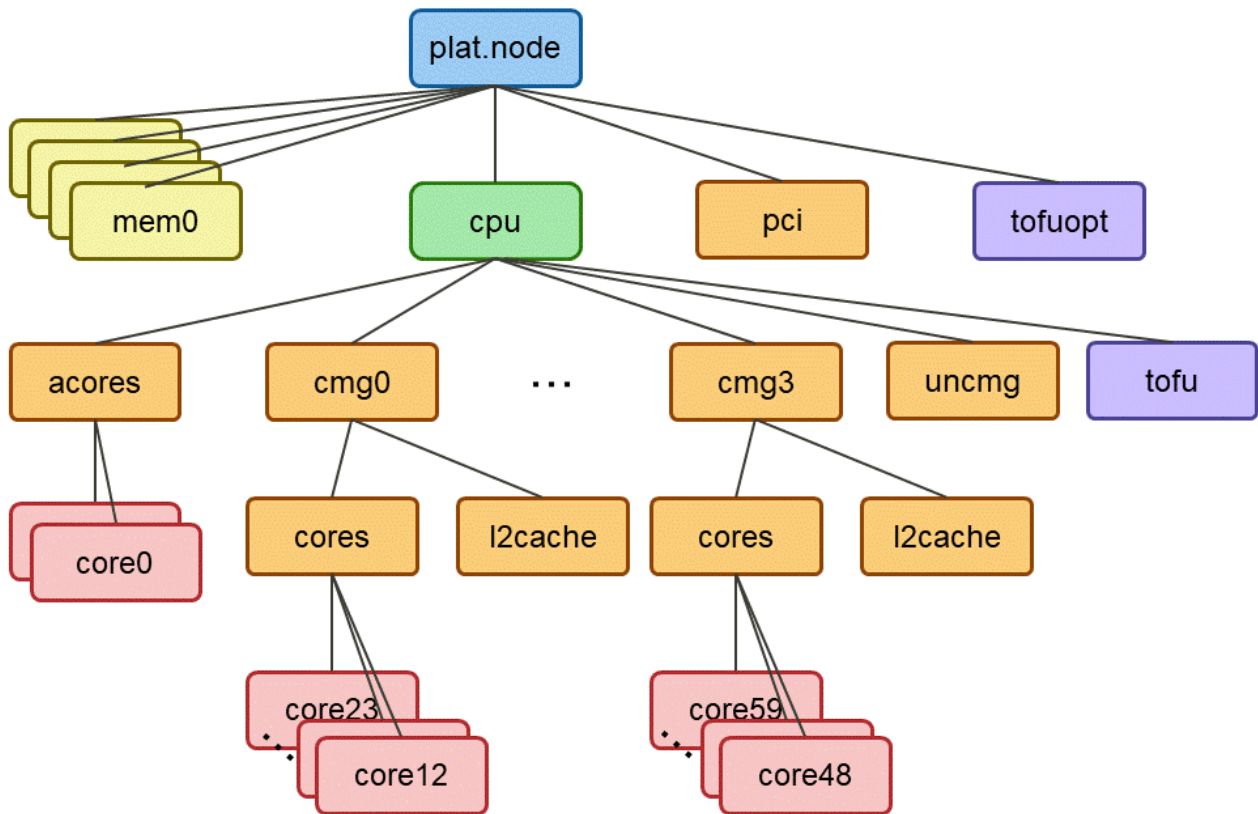 plat.node
mem0
cpu
pci
tofuopt
acores
cmg0
...
cmg3
uncmg
tofu
core0
cores
l2cache
cores
l2cache
core23
core12
core59
core48